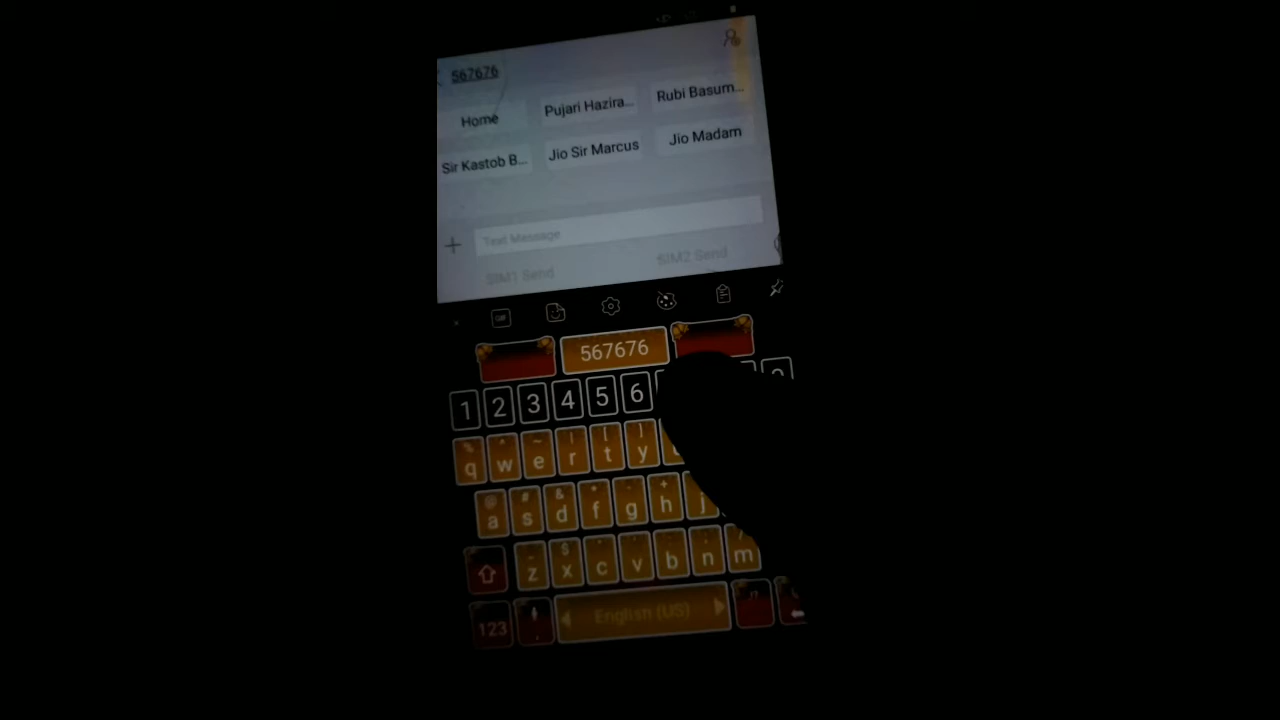 567676
Home Pujari Hazira... Rubi Basum...
Sir Kastob B... Jio Sir Marcus Jio Madam
Text Message
SIM1 Send SIM2 Send
GIF
567676
1 2 3 4 5 6
q w e r t y
a s d f g h j
z x c v b n m
123 English (US)